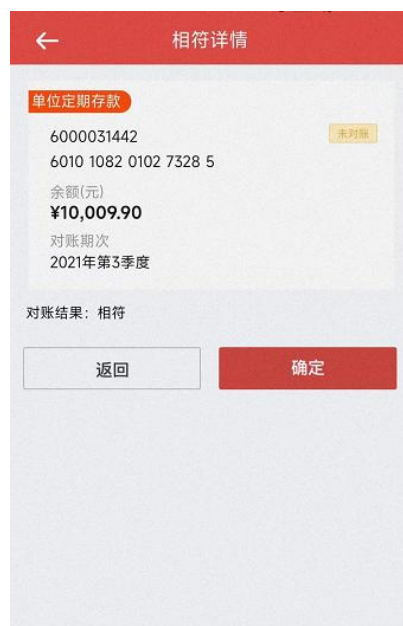 相符详情
单位定期存款
6000031442
未对账
6010 1082 0102 7328 5
余额(元)
¥10,009.90
对账期次
2021年第3季度
对账结果：相符
返回
确定